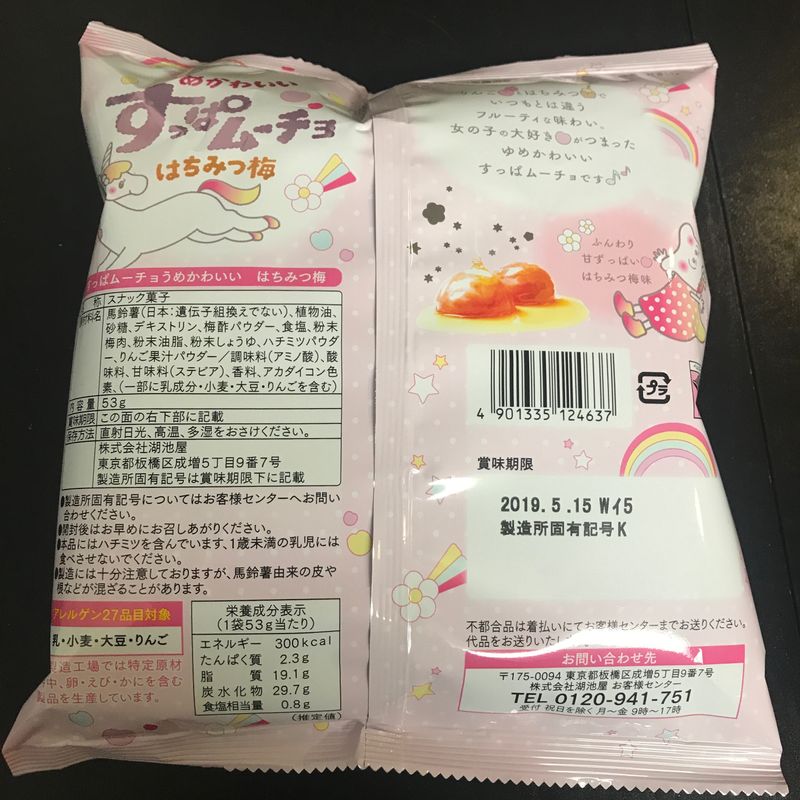 めかわいい
すっぱムーチョ
はちみつ梅
すっぱムーチョうめかわいい はちみつ梅
称 スナック菓子
馬鈴薯(日本:遺伝子組換えでない)、植物油、
砂糖、デキストリン、梅酢パウダー、食塩、粉末
梅肉、粉末油脂、粉末しょうゆ、ハチミツパウダ
ー、りんご果汁パウダー/調味料(アミノ酸)、酸
味料、甘味料(ステビア)、香料、アカダイコン色
素、(一部に乳成分・小麦・大豆・りんごを含む)
内容量 53g
賞味期限 この面の右下部に記載
保存方法 直射日光、高温、多湿をおさけください。
株式会社湖池屋
東京都板橋区成増5丁目9番7号
製造所固有記号は賞味期限下に記載
●製造所固有記号についてはお客様センターへお問い
合わせください。
●開封後はお早めにお召しあがりください。
●本品にはハチミツを含んでいます、1歳未満の乳児には
食べさせないでください。
●製造には十分注意しておりますが、馬鈴薯由来の皮や
根などが混ざることがあります。
アレルゲン27品目対象
乳・小麦・大豆・りんご
製造工場では特定原材
中、卵・えび・かにを含む
製品を生産しています。
栄養成分表示
(1袋53g当たり)
エネルギー 300kcal
たんぱく質 2.3g
脂質 19.1g
炭水化物 29.7g
食塩相当量 0.8g
(推定値)
はちみつ
いつもとは違う
フルーティな味わい。
女の子の大好きがつまった
ゆめかわいい
すっぱムーチョです
ふんわり
甘ずっぱい
はちみつ梅味
4 901335 124637
プラ
賞味期限
2019.5.15 Wイ5
製造所固有記号K
不都合品は着払いにてお客様センターまでお送りください。
代品をお送りいたし
お問い合わせ先
〒175-0094 東京都板橋区成増5丁目9番7号
株式会社湖池屋 お客様センター
TEL 0120-941-751
受付 祝日を除く月〜金 9時〜17時